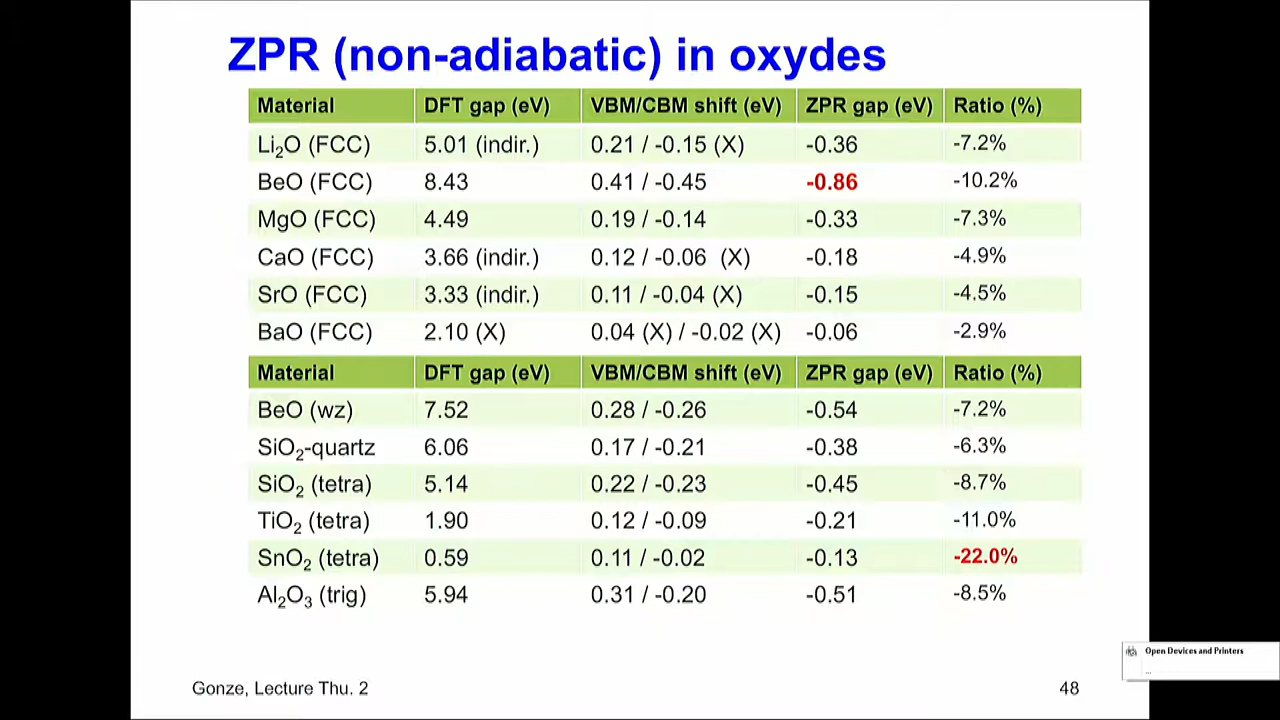 ZPR (non-adiabatic) in oxydes
Material DFT gap (eV) VBM/CBM shift (eV) ZPR gap (eV) Ratio (%)
Li₂O (FCC) 5.01 (indir.) 0.21 / -0.15 (X) -0.36 -7.2%
BeO (FCC) 8.43 0.41 / -0.45 -0.86 -10.2%
MgO (FCC) 4.49 0.19 / -0.14 -0.33 -7.3%
CaO (FCC) 3.66 (indir.) 0.12 / -0.06 (X) -0.18 -4.9%
SrO (FCC) 3.33 (indir.) 0.11 / -0.04 (X) -0.15 -4.5%
BaO (FCC) 2.10 (X) 0.04 (X) / -0.02 (X) -0.06 -2.9%
Material DFT gap (eV) VBM/CBM shift (eV) ZPR gap (eV) Ratio (%)
BeO (wz) 7.52 0.28 / -0.26 -0.54 -7.2%
SiO₂-quartz 6.06 0.17 / -0.21 -0.38 -6.3%
SiO₂ (tetra) 5.14 0.22 / -0.23 -0.45 -8.7%
TiO₂ (tetra) 1.90 0.12 / -0.09 -0.21 -11.0%
SnO₂ (tetra) 0.59 0.11 / -0.02 -0.13 -22.0%
Al₂O₃ (trig) 5.94 0.31 / -0.20 -0.51 -8.5%
Open Devices and Printers
...
Gonze, Lecture Thu. 2 48